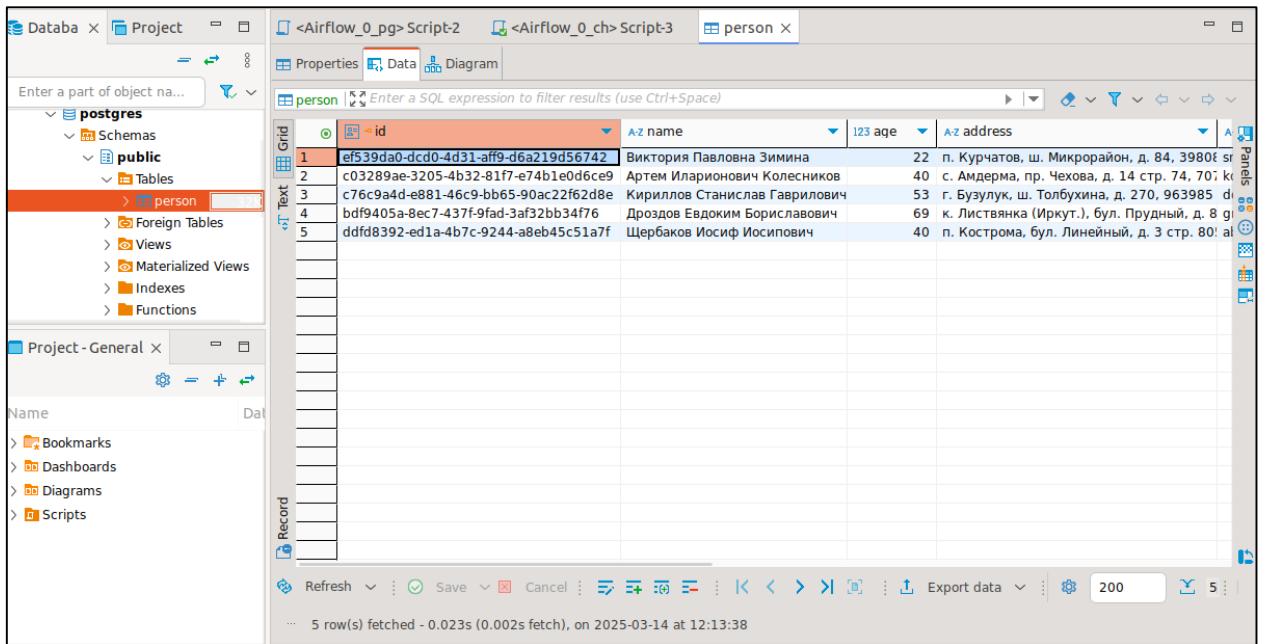 Databa
Project
<Airflow_0_pg> Script-2
<Airflow_0_ch> Script-3
person
Enter a part of object na...
postgres
Schemas
public
Tables
person
Foreign Tables
Views
Materialized Views
Indexes
Functions
Project - General
Name
Bookmarks
Dashboards
Diagrams
Scripts
Properties
Data
Diagram
person
Enter a SQL expression to filter results (use Ctrl+Space)
Grid
Text
Record
Panels
id A-Z name 123 age A-Z address
1 ef539da0-dcd0-4d31-aff9-d6a219d56742 Виктория Павловна Зимина 22 п. Курчатов, ш. Микрорайон, д. 84, 39808
2 c03289ae-3205-4b32-81f7-e74b1e0d6ce9 Артем Иларионович Колесников 40 с. Амдерма, пр. Чехова, д. 14 стр. 74, 707
3 c76c9a4d-e881-46c9-bb65-90ac22f62d8e Кириллов Станислав Гаврилович 53 г. Бузулук, ш. Толбухина, д. 270, 963985
4 bdf9405a-8ec7-437f-9fad-3af32bb34f76 Дроздов Евдоким Бориславович 69 к. Листвянка (Иркут.), бул. Прудный, д. 8
5 ddfd8392-ed1a-4b7c-9244-a8eb45c51a7f Щербаков Иосиф Иосипович 40 п. Кострома, бул. Линейный, д. 3 стр. 80
Refresh Save Cancel Export data 200 5
... 5 row(s) fetched - 0.023s (0.002s fetch), on 2025-03-14 at 12:13:38